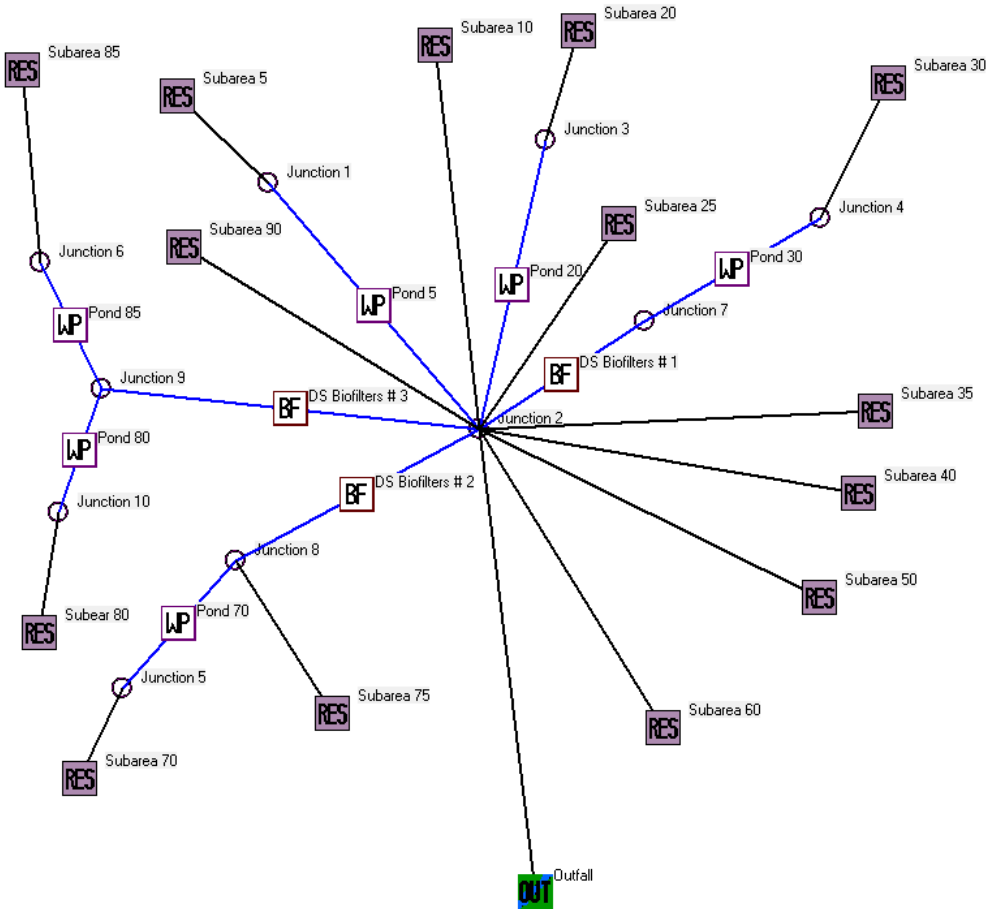 Subarea 10
Subarea 20
RES
RES
Subarea 85
RES
Subarea 5
RES
Subarea 30
RES
Junction 3
Junction 1
Subarea 25
RES
Junction 4
Subarea 90
RES
Junction 6
Pond 30
WP
Pond 20
WP
Pond 5
WP
Pond 85
WP
Junction 7
DS Biofilters # 1
BF
Junction 9
DS Biofilters # 3
BF
Junction 2
Subarea 35
RES
Pond 80
WP
DS Biofilters # 2
BF
Subarea 40
RES
Junction 10
Junction 8
Subarea 50
RES
Subear 80
RES
Pond 70
WP
Junction 5
Subarea 75
RES
Subarea 60
RES
Subarea 70
RES
Outfall
OUT